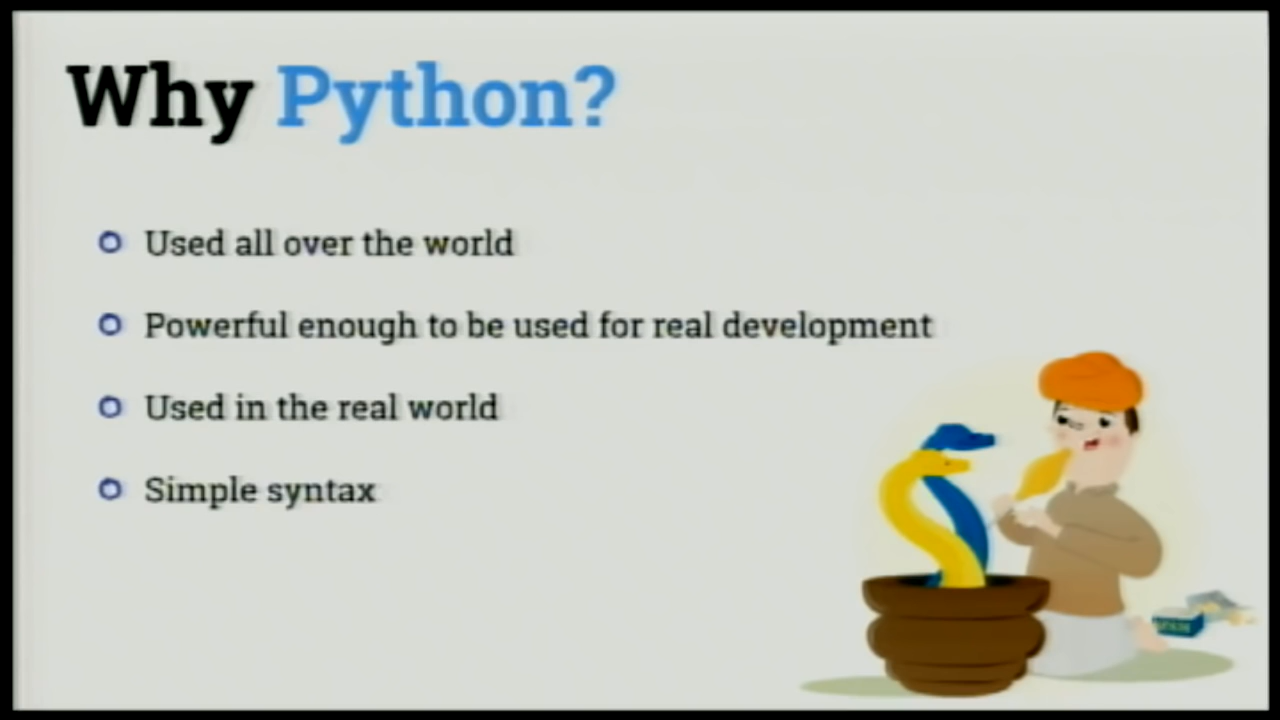 Why Python?
Used all over the world
Powerful enough to be used for real development
Used in the real world
Simple syntax